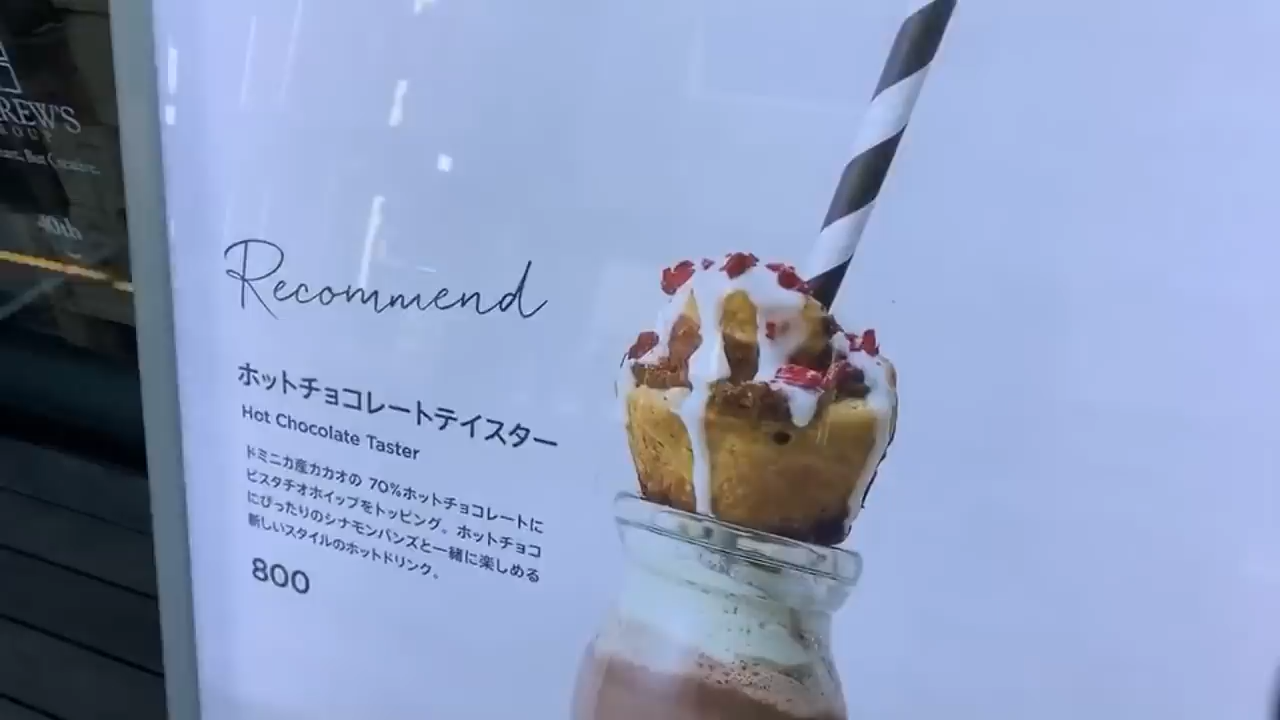 REW'S
40th
Recommend
ホットチョコレートテイスター
Hot Chocolate Taster
ドミニカ産カカオの 70%ホットチョコレートに
ピスタチオホイップをトッピング。ホットチョコ
にぴったりのシナモンバンズと一緒に楽しめる
新しいスタイルのホットドリンク。
800